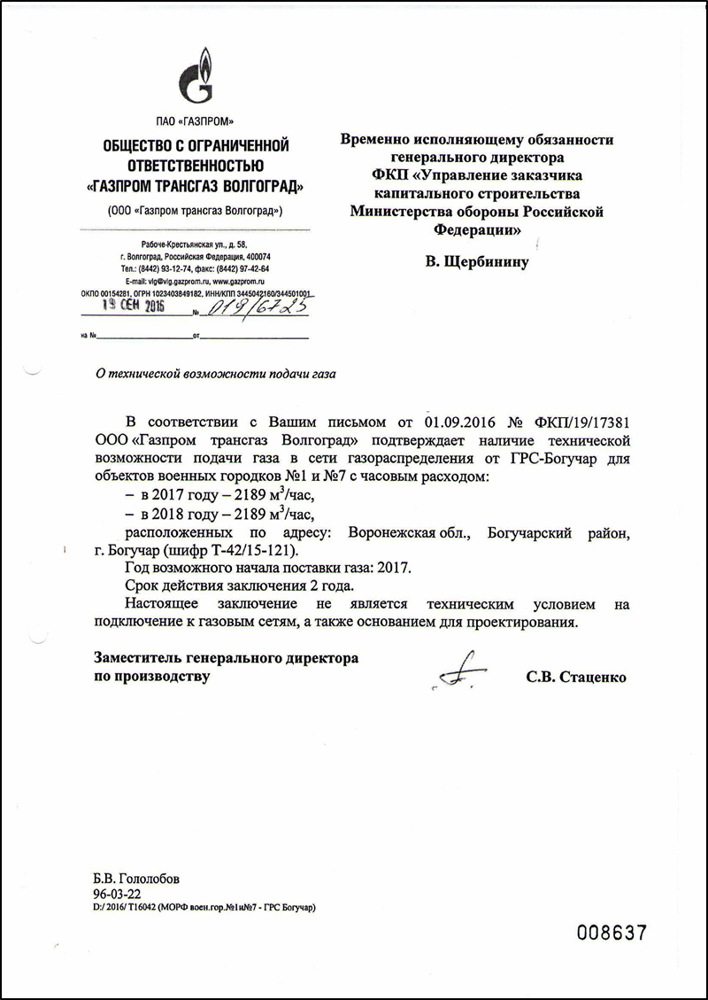 ПАО «ГАЗПРОМ»
ОБЩЕСТВО С ОГРАНИЧЕННОЙ
ОТВЕТСТВЕННОСТЬЮ
«ГАЗПРОМ ТРАНСГАЗ ВОЛГОГРАД»
(ООО «Газпром трансгаз Волгоград»)
Рабоче-Крестьянская ул., д. 58,
г. Волгоград, Российская Федерация, 400074
Тел.: (8442) 93-12-74, факс: (8442) 97-42-64
E-mail: vlg@vlg.gazprom.ru, www.gazprom.ru
ОКПО 00154281, ОГРН 1023403849182, ИНН/КПП 3445042160/344501001
19 СЕН 2016 № 019/6725
на № от
Временно исполняющему обязанности
генерального директора
ФКП «Управление заказчика
капитального строительства
Министерства обороны Российской
Федерации»
В. Щербинину
О технической возможности подачи газа
В соответствии с Вашим письмом от 01.09.2016 № ФКП/19/17381
ООО «Газпром трансгаз Волгоград» подтверждает наличие технической
возможности подачи газа в сети газораспределения от ГРС-Богучар для
объектов военных городков №1 и №7 с часовым расходом:
– в 2017 году – 2189 м³/час,
– в 2018 году – 2189 м³/час,
расположенных по адресу: Воронежская обл., Богучарский район,
г. Богучар (шифр Т-42/15-121).
Год возможного начала поставки газа: 2017.
Срок действия заключения 2 года.
Настоящее заключение не является техническим условием на
подключение к газовым сетям, а также основанием для проектирования.
Заместитель генерального директора
по производству С.В. Стаценко
Б.В. Гололобов
96-03-22
D:/ 2016/ Т16042 (МОРФ воен.гор.№1и№7 - ГРС Богучар)
008637